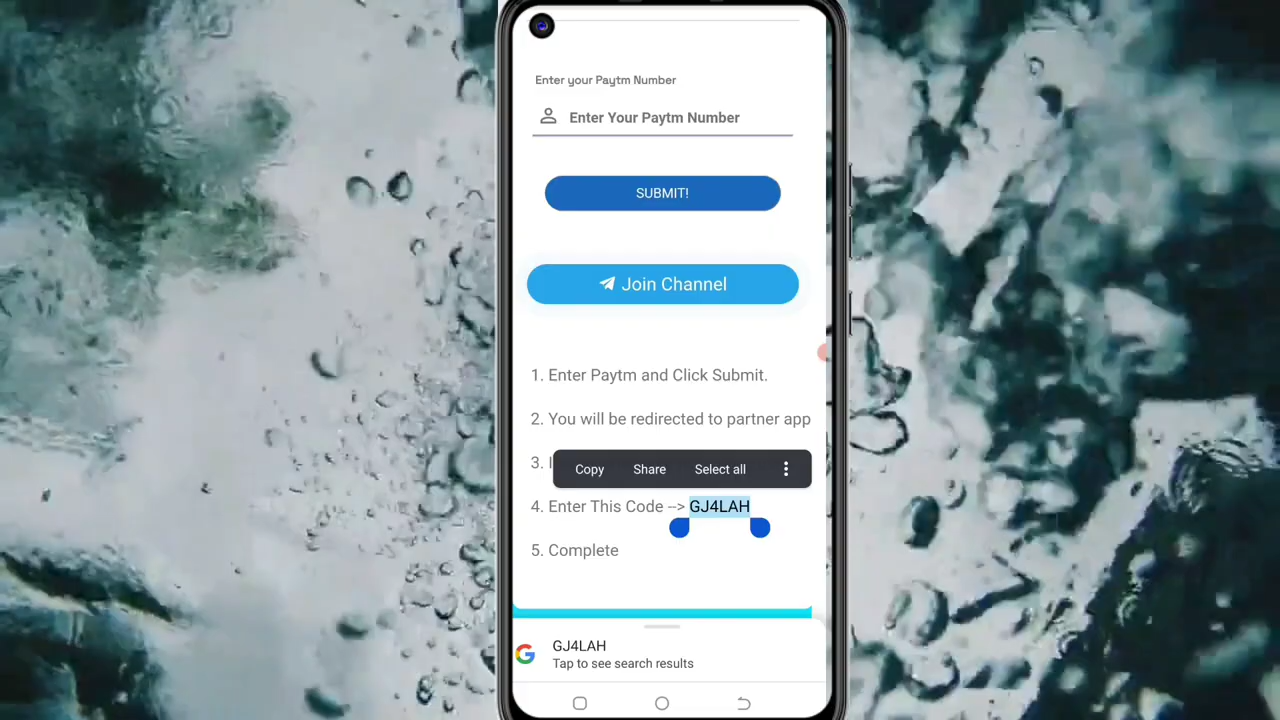 Enter your Paytm Number
Enter Your Paytm Number
SUBMIT!
Join Channel
1. Enter Paytm and Click Submit.
2. You will be redirected to partner app
3.
Copy Share Select all
4. Enter This Code --> GJ4LAH
5. Complete
GJ4LAH
Tap to see search results